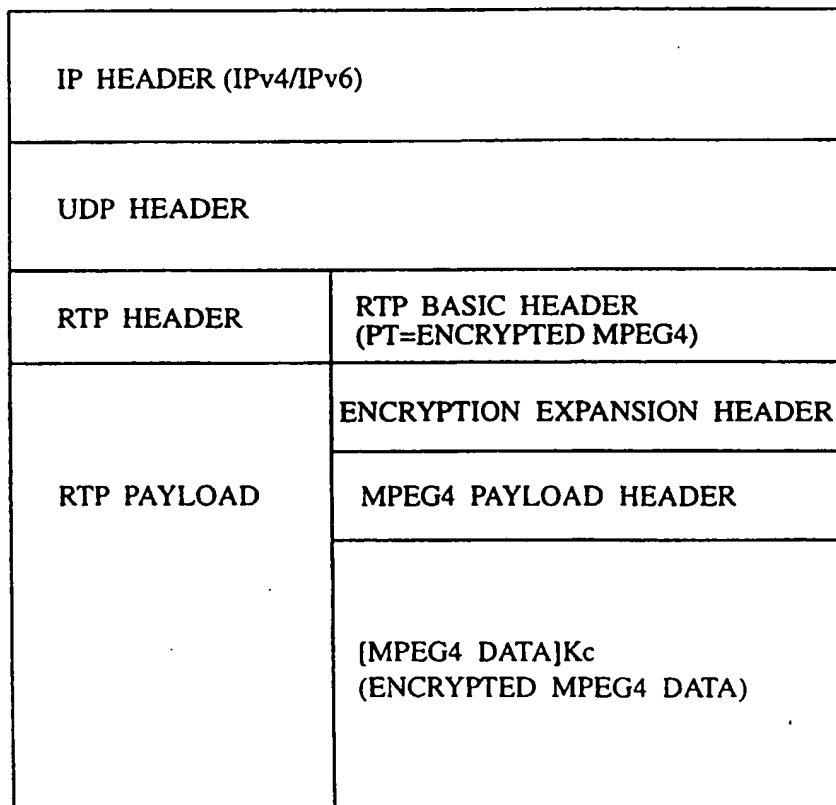 IP HEADER (IPv4/IPv6)
UDP HEADER
RTP HEADER
RTP BASIC HEADER
(PT=ENCRYPTED MPEG4)
ENCRYPTION EXPANSION HEADER
RTP PAYLOAD
MPEG4 PAYLOAD HEADER
[MPEG4 DATA]Kc
(ENCRYPTED MPEG4 DATA)